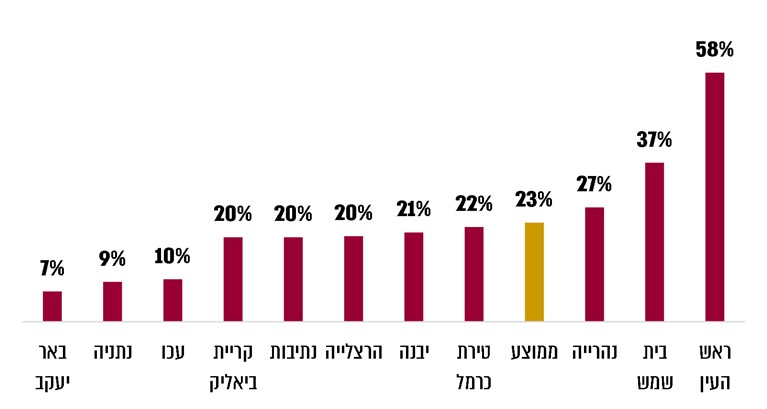 58%
37%
27%
23%
22%
21%
20%
20%
20%
10%
9%
7%
ראש העין
בית שמש
נהרייה
ממוצע
טירת כרמל
יבנה
הרצלייה
נתיבות
קריית ביאליק
עכו
נתניה
באר יעקב